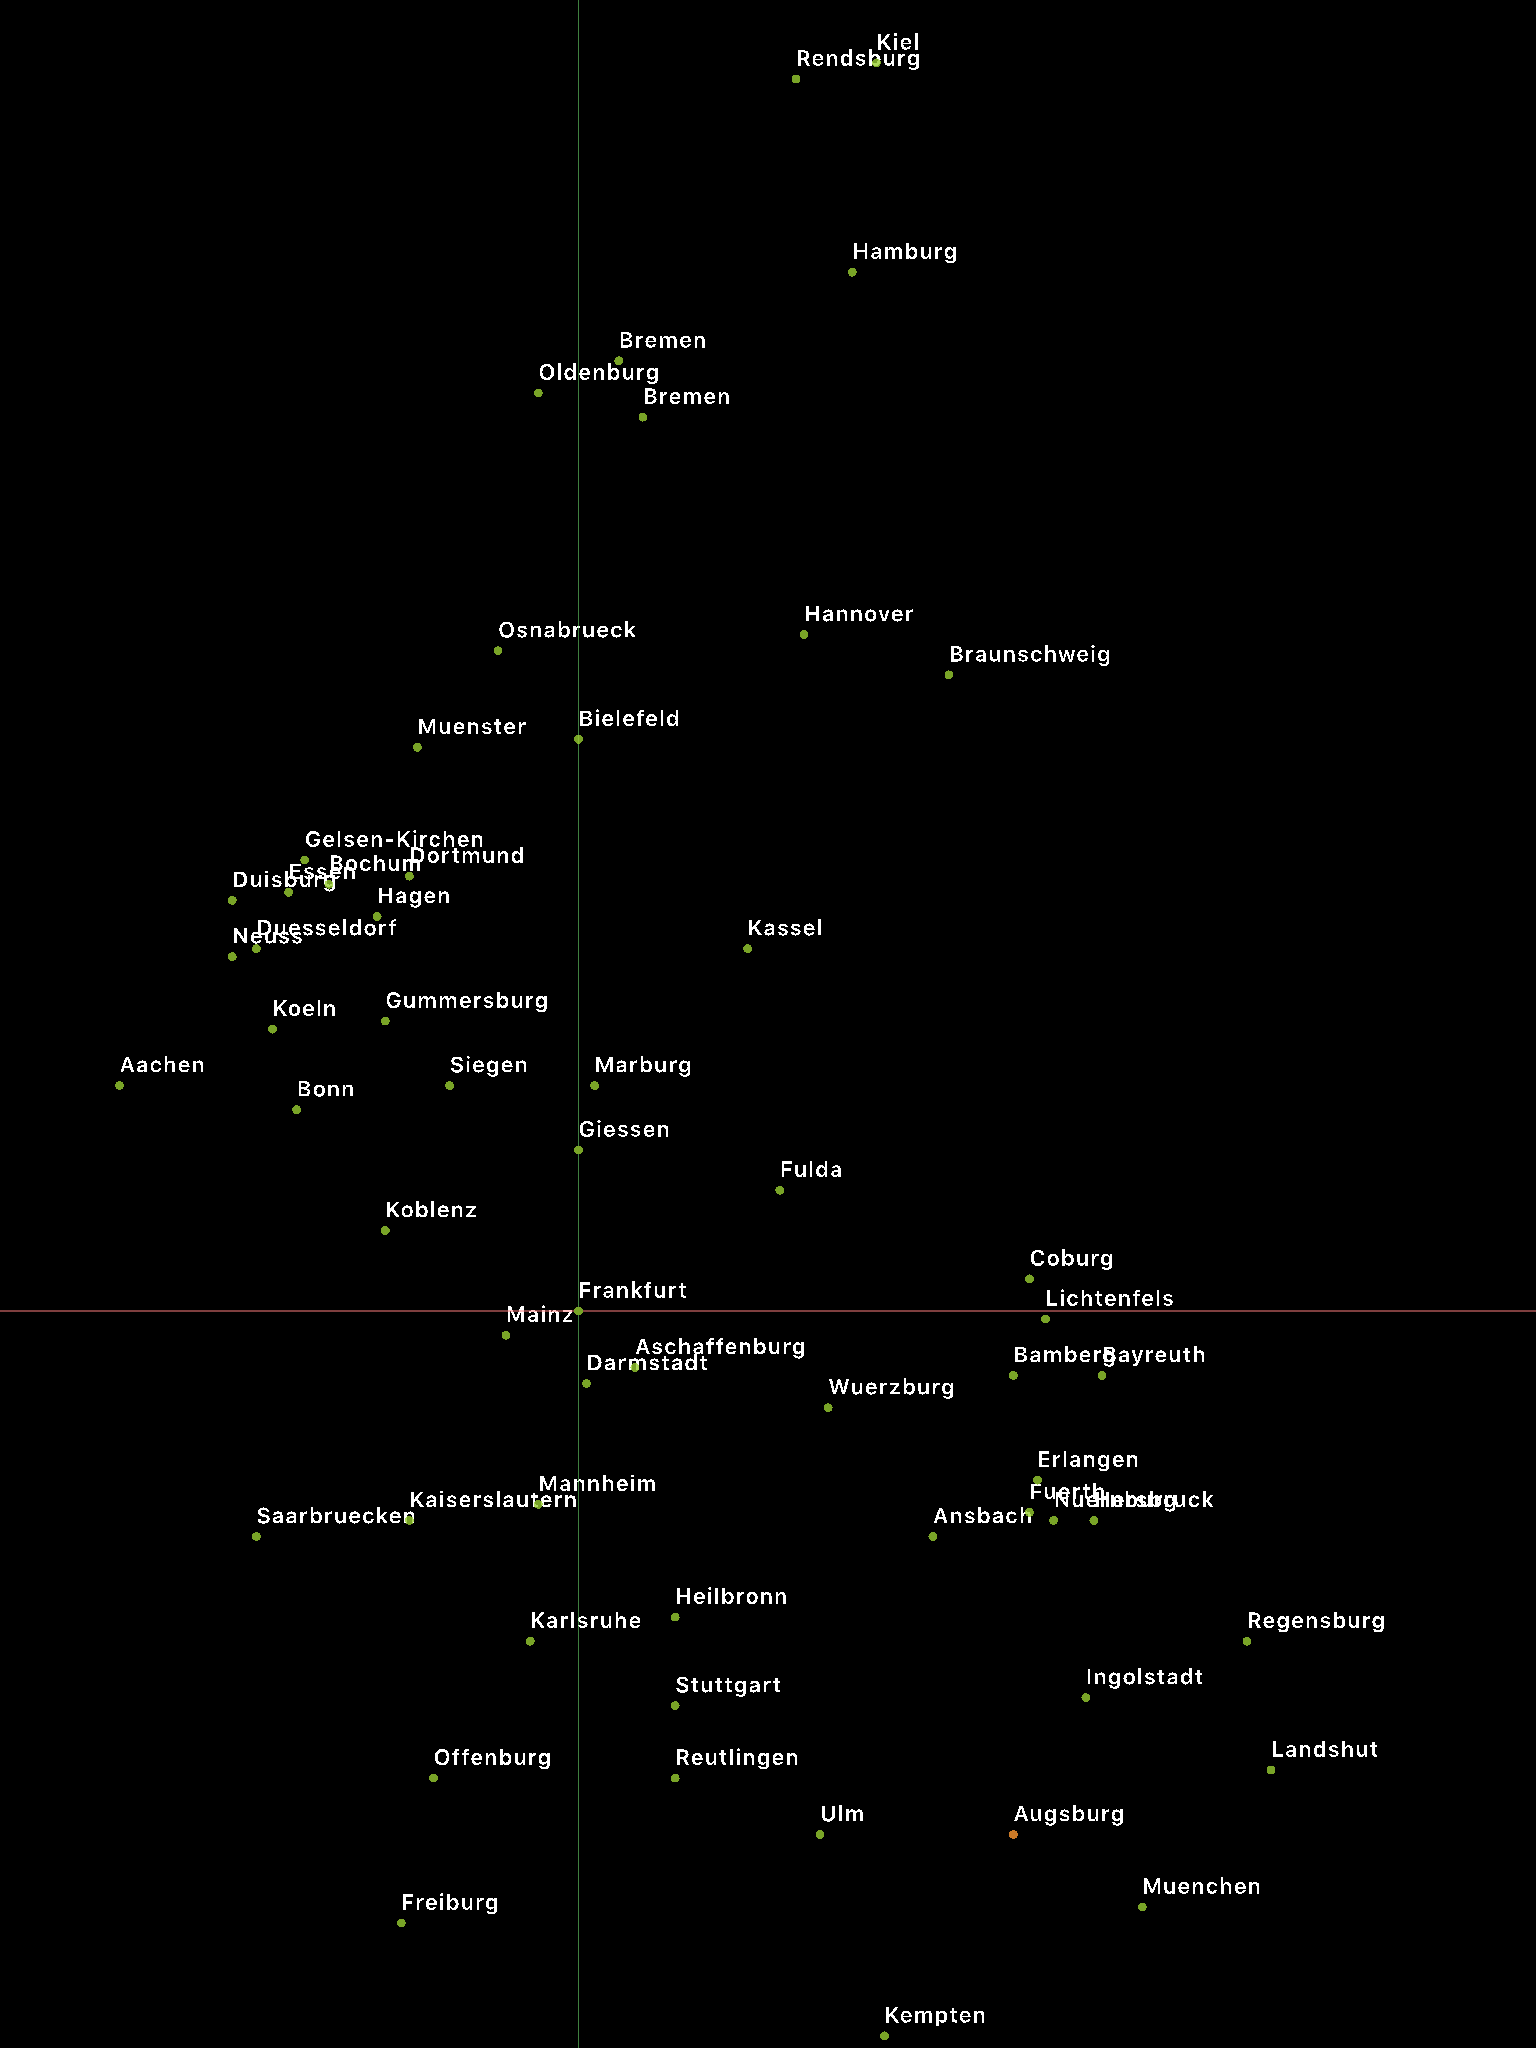 Kiel
Rendsburg
Hamburg
Bremen
Oldenburg
Bremen
Hannover
Osnabrueck
Braunschweig
Bielefeld
Muenster
Gelsen-Kirchen
Dortmund
Bochum
Essen
Duisburg
Hagen
Duesseldorf
Kassel
Neuss
Gummersburg
Koeln
Aachen
Siegen
Marburg
Bonn
Giessen
Fulda
Koblenz
Coburg
Frankfurt
Lichtenfels
Mainz
Aschaffenburg
Bamberg
Bayreuth
Darmstadt
Wuerzburg
Erlangen
Mannheim
Fuerth
Kaiserslautern
Saarbruecken
Ansbach
Heilbronn
Karlsruhe
Regensburg
Ingolstadt
Stuttgart
Landshut
Offenburg
Reutlingen
Ulm
Augsburg
Muenchen
Freiburg
Kempten